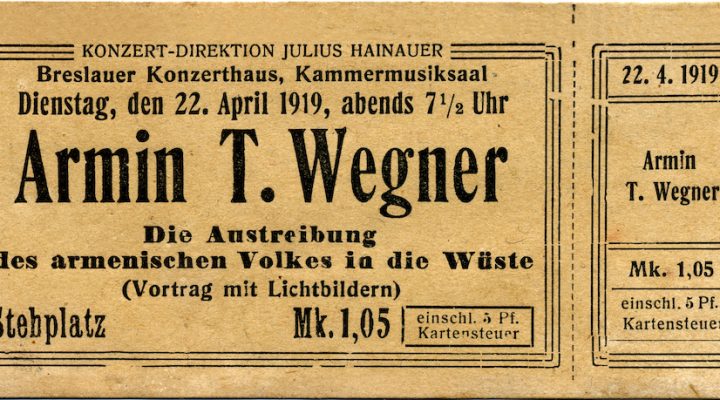 KONZERT-DIREKTION JULIUS HAINAUER
Breslauer Konzerthaus, Kammermusiksaal
Dienstag, den 22. April 1919, abends 7 1/2 Uhr
Armin T. Wegner
Die Austreibung
des armenischen Volkes in die Wüste
(Vortrag mit Lichtbildern)
Stehplatz
Mk. 1,05
einschl. 5 Pf.
Kartensteuer
22. 4. 1919
Armin
T. Wegner
Mk. 1,05
einschl. 5 Pf.
Kartensteuer